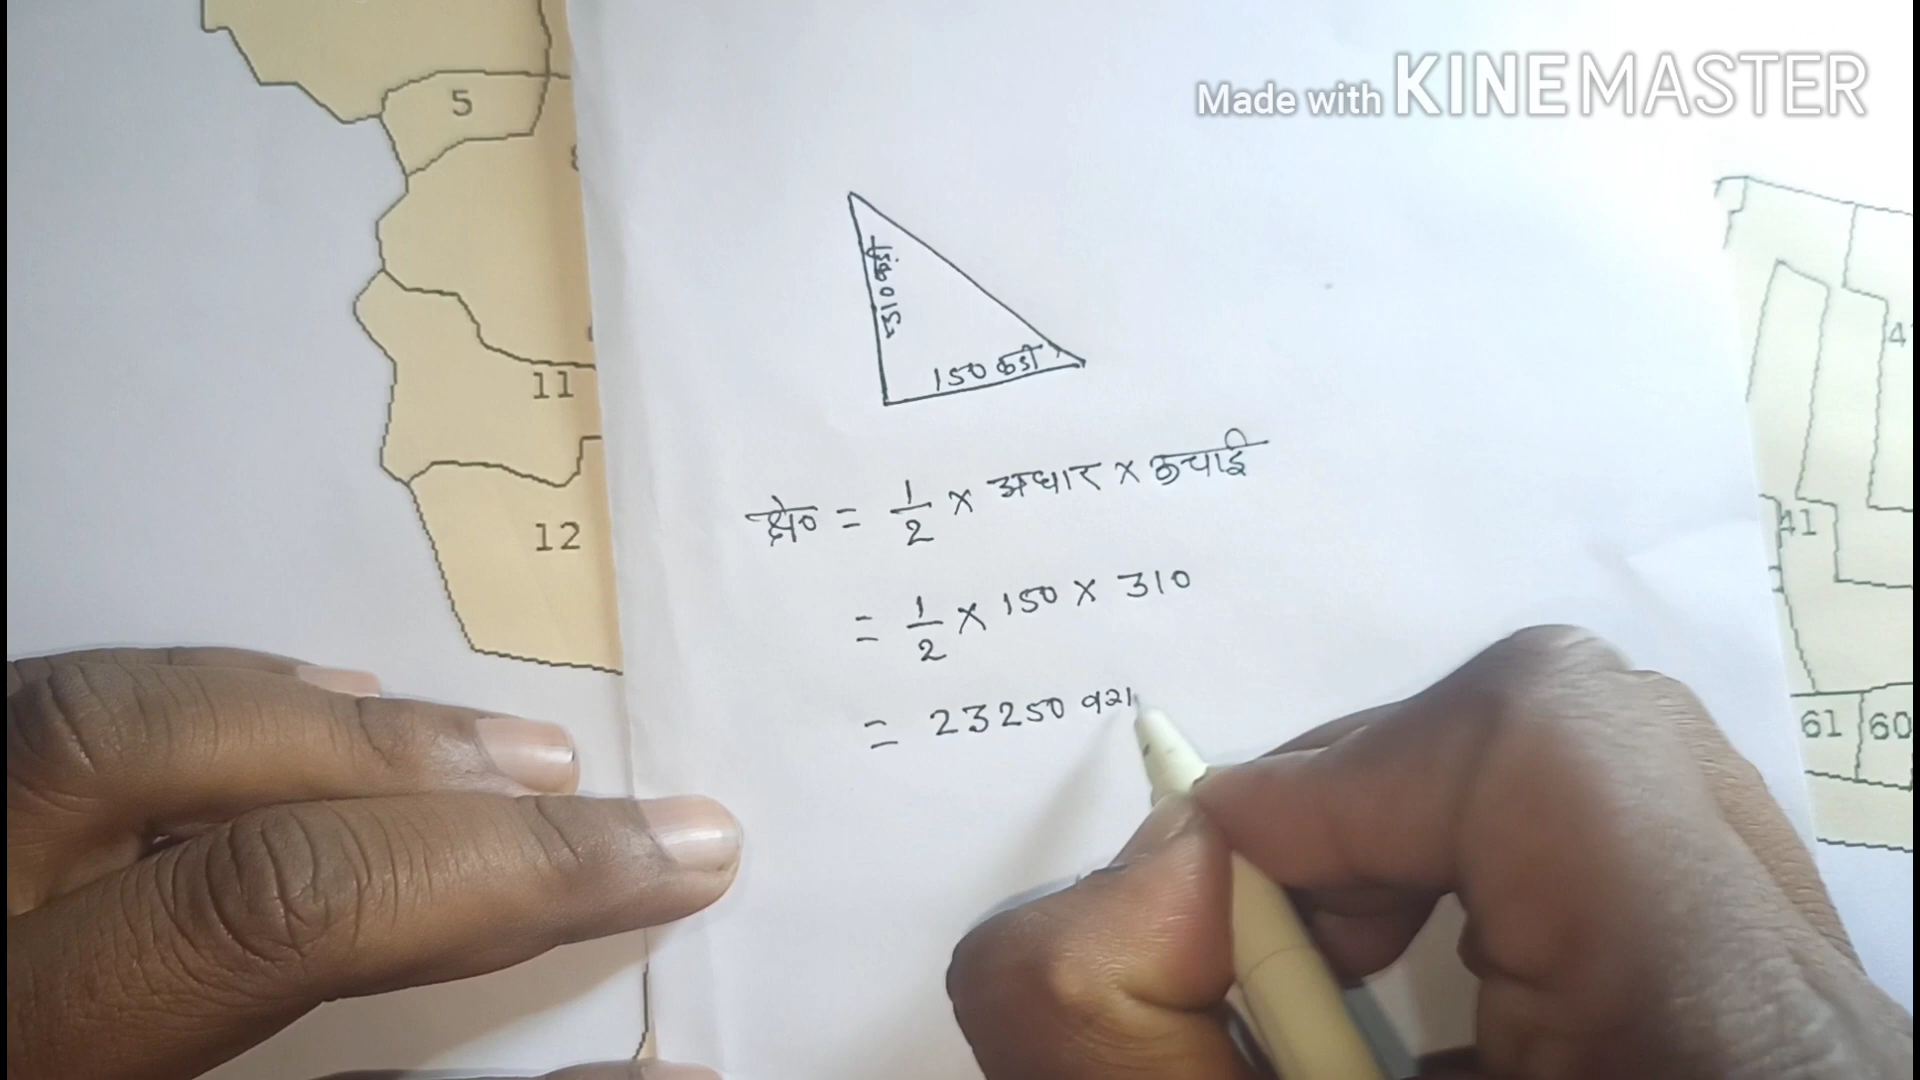 Made with KINEMASTER
5
11
12
310 कड़ी
150 कड़ी
क्षे० = 1/2 × अधार × ऊचाई
= 1/2 × 150 × 310
= 23250
41
61 60